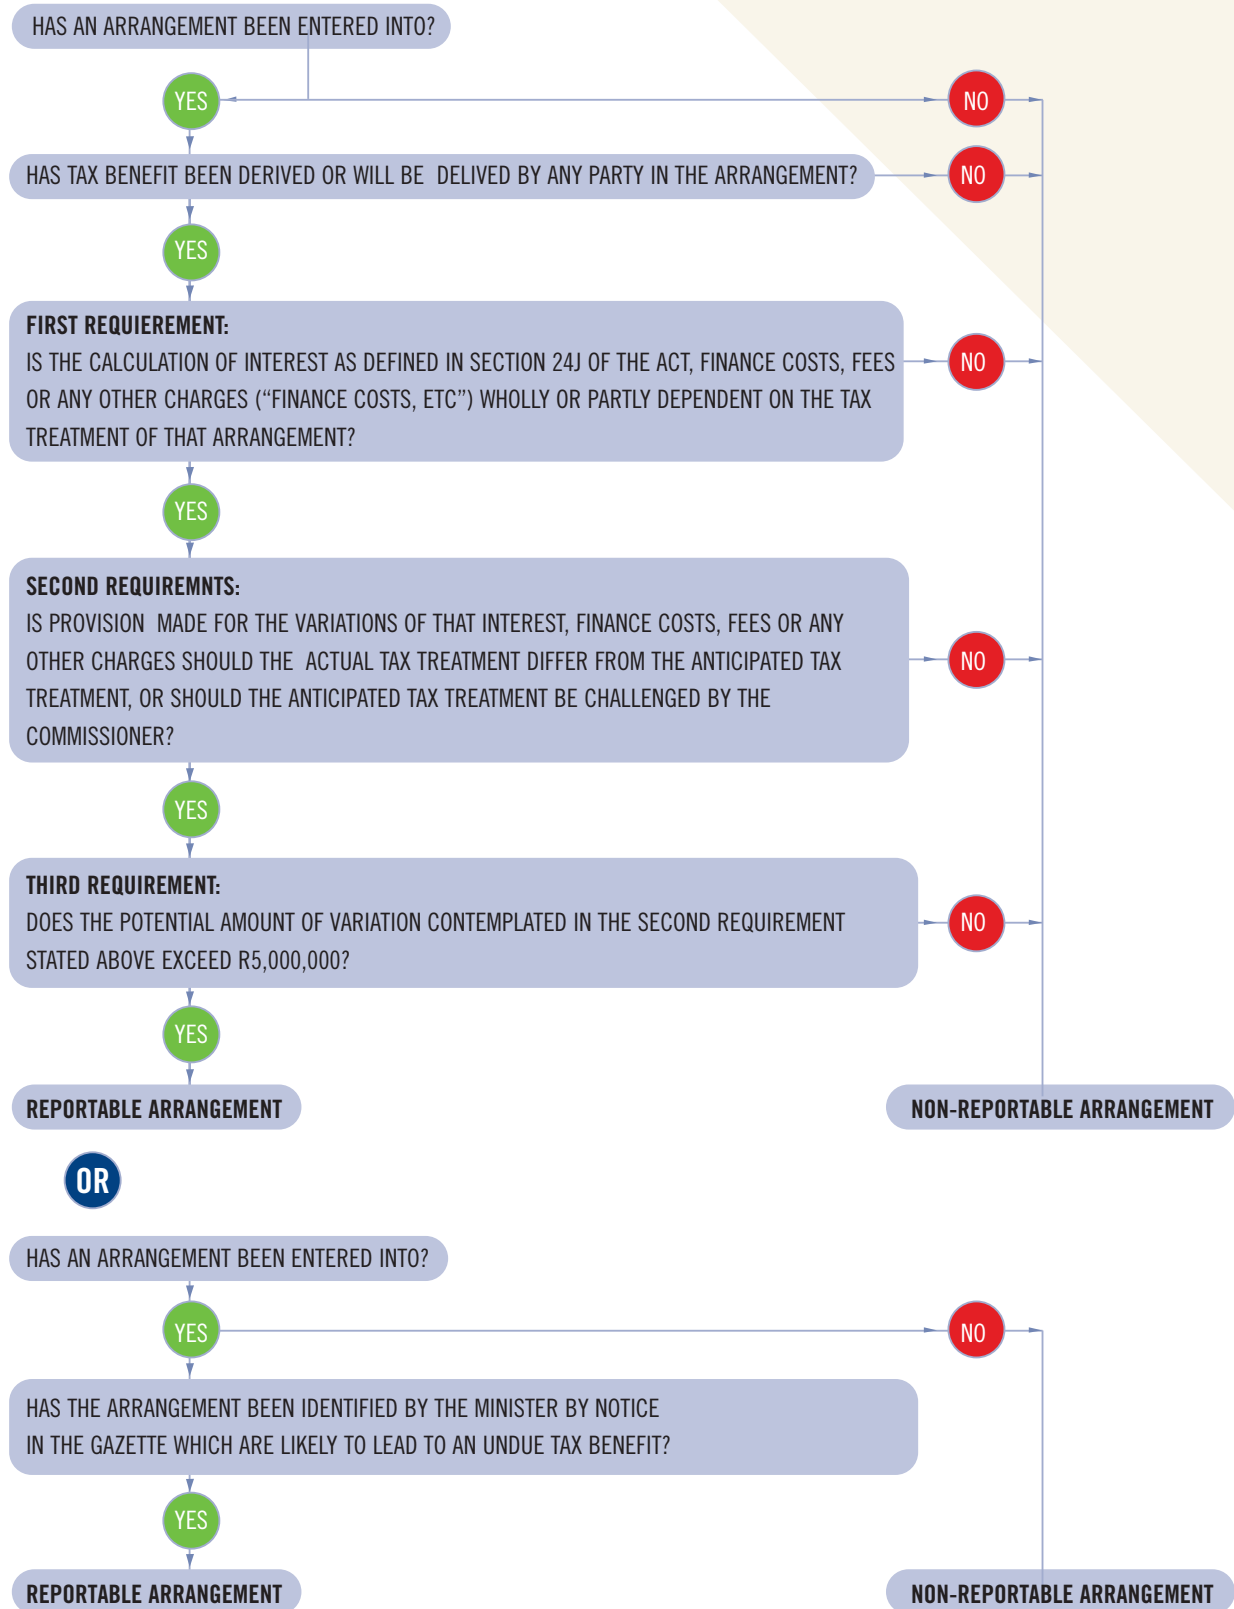 HAS AN ARRANGEMENT BEEN ENTERED INTO?
YES
NO
HAS TAX BENEFIT BEEN DERIVED OR WILL BE DELIVED BY ANY PARTY IN THE ARRANGEMENT?
NO
YES
FIRST REQUIEREMENT:
IS THE CALCULATION OF INTEREST AS DEFINED IN SECTION 24J OF THE ACT, FINANCE COSTS, FEES
OR ANY OTHER CHARGES (“FINANCE COSTS, ETC”) WHOLLY OR PARTLY DEPENDENT ON THE TAX
TREATMENT OF THAT ARRANGEMENT?
NO
YES
SECOND REQUIREMNTS:
IS PROVISION MADE FOR THE VARIATIONS OF THAT INTEREST, FINANCE COSTS, FEES OR ANY
OTHER CHARGES SHOULD THE ACTUAL TAX TREATMENT DIFFER FROM THE ANTICIPATED TAX
TREATMENT, OR SHOULD THE ANTICIPATED TAX TREATMENT BE CHALLENGED BY THE
COMMISSIONER?
NO
YES
THIRD REQUIREMENT:
DOES THE POTENTIAL AMOUNT OF VARIATION CONTEMPLATED IN THE SECOND REQUIREMENT
STATED ABOVE EXCEED R5,000,000?
NO
YES
REPORTABLE ARRANGEMENT
NON-REPORTABLE ARRANGEMENT
OR
HAS AN ARRANGEMENT BEEN ENTERED INTO?
YES
NO
HAS THE ARRANGEMENT BEEN IDENTIFIED BY THE MINISTER BY NOTICE
IN THE GAZETTE WHICH ARE LIKELY TO LEAD TO AN UNDUE TAX BENEFIT?
YES
REPORTABLE ARRANGEMENT
NON-REPORTABLE ARRANGEMENT